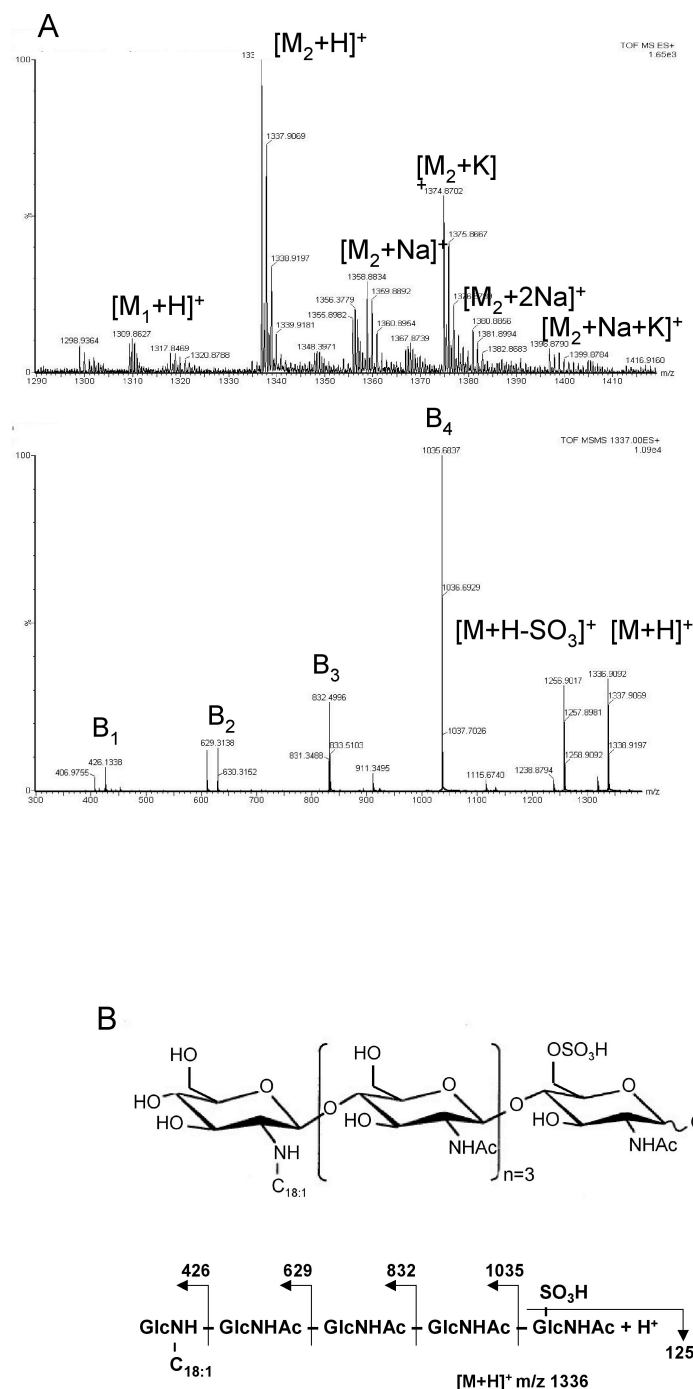 A
[M2+H]+
TOF MS ES+
1.65e3
100
133
1337.9069
[M2+K]
+
1374.8702
1375.8667
1338.9197
[M2+Na]+
1358.8834
1359.8892
1356.3779
1355.8982
[M2+2Na]+
[M1+H]+
1339.9181
1360.8954
1380.8856
1381.8994
[M2+Na+K]+
1298.9364
1309.8627
1317.8469
1320.8788
1348.3971
1367.8739
1382.8683
1396.8790
1399.8784
1416.9160
0
1290 1300 1310 1320 1330 1340 1350 1360 1370 1380 1390 1400 1410
m/z
B4
1035.6837
TOF MSMS 1337.00ES+
1.09e4
100
1036.6929
[M+H-SO3]+ [M+H]+
B3
832.4996
1256.9017
1336.9092
1257.8981
1337.9069
B1
B2
629.3138
833.5103
831.3488
1037.7026
1258.9092
1338.9197
426.1338
406.9755
630.3152
911.3495
1115.6740
1238.8794
0
300 400 500 600 700 800 900 1000 1100 1200 1300
m/z
B
HO
HO
OSO3H
HO
O
O
O
HO
O
O
HO
HO
NH
NHAc
NHAc
C18:1
n=3
426 629 832 1035
SO3H
GlcNH GlcNHAc GlcNHAc GlcNHAc GlcNHAc + H+
125
C18:1
[M+H]+ m/z 1336